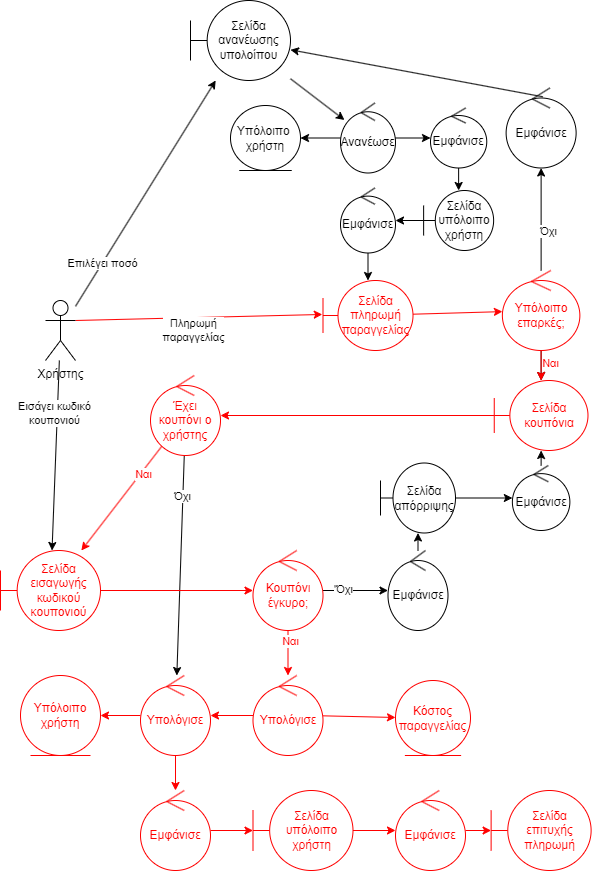 Σελίδα
ανανέωσης
υπολοίπου
Υπόλοιπο
χρήστη
Ανανέωσε
Εμφάνισε
Εμφάνισε
Σελίδα
υπόλοιπο
χρήστη
Εμφάνισε
Όχι
Επιλέγει ποσό
Πληρωμή
παραγγελίας
Σελίδα
πληρωμή
παραγγελίας
Υπόλοιπο
επαρκές;
Ναι
Χρήστης
Εισάγει κωδικό
κουπονιού
Έχει
κουπόνι ο
χρήστης
Σελίδα
κουπόνια
Ναι
Όχι
Σελίδα
απόρριψης
Εμφάνισε
Σελίδα
εισαγωγής
κωδικού
κουπονιού
Κουπόνι
έγκυρο;
"Όχι
Εμφάνισε
Ναι
Υπόλοιπο
χρήστη
Υπολόγισε
Υπολόγισε
Κόστος
παραγγελίας
Εμφάνισε
Σελίδα
υπόλοιπο
χρήστη
Εμφάνισε
Σελίδα
επιτυχής
πληρωμή